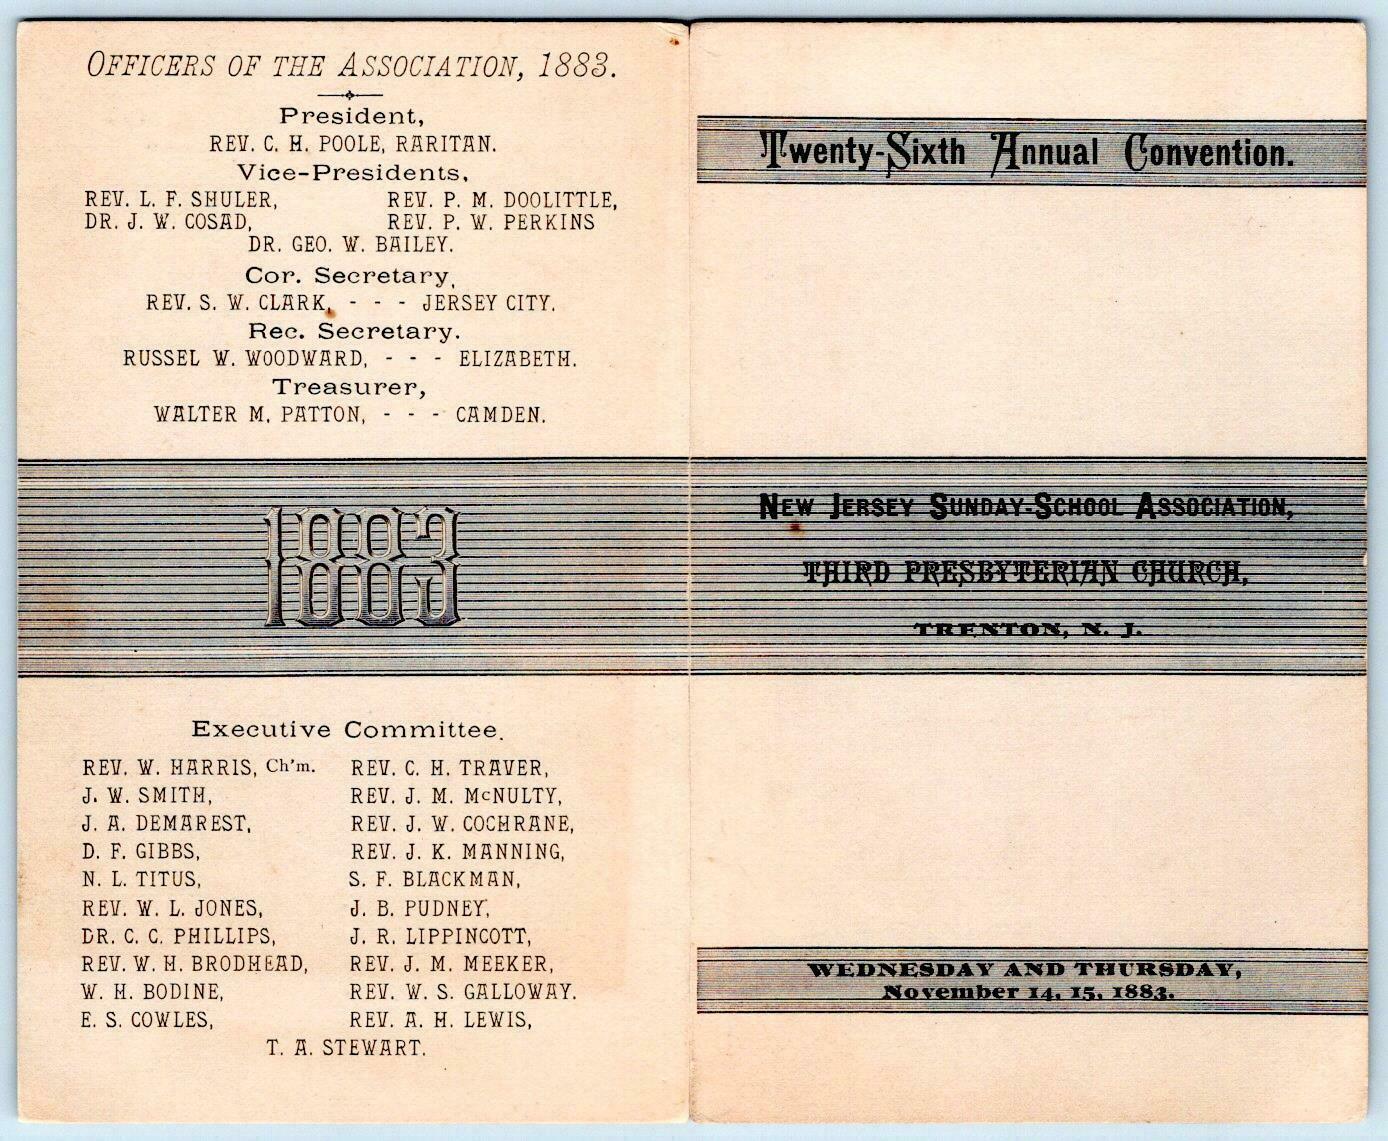 OFFICERS OF THE ASSOCIATION, 1883.
President,
REV. C. H. POOLE, RARITAN.
Vice-Presidents,
REV. L. F. SHULER, REV. P. M. DOOLITTLE,
DR. J. W. COSAD, REV. P. W. PERKINS
DR. GEO. W. BAILEY.
Cor. Secretary,
REV. S. W. CLARK, - - - JERSEY CITY.
Rec. Secretary.
RUSSEL W. WOODWARD, - - - ELIZABETH.
Treasurer,
WALTER M. PATTON, - - - CAMDEN.
1883
Executive Committee.
REV. W. HARRIS, Ch'm. REV. C. H. TRAVER,
J. W. SMITH, REV. J. M. McNULTY,
J. A. DEMAREST, REV. J. W. COCHRANE,
D. F. GIBBS, REV. J. K. MANNING,
N. L. TITUS, S. F. BLACKMAN,
REV. W. L. JONES, J. B. PUDNEY,
DR. C. C. PHILLIPS, J. R. LIPPINCOTT,
REV. W. H. BRODHEAD, REV. J. M. MEEKER,
W. H. BODINE, REV. W. S. GALLOWAY.
E. S. COWLES, REV. A. H. LEWIS,
T. A. STEWART.
Twenty-Sixth Annual Convention.
NEW JERSEY SUNDAY-SCHOOL ASSOCIATION,
THIRD PRESBYTERIAN CHURCH,
TRENTON, N. J.
WEDNESDAY AND THURSDAY,
November 14, 15, 1883.